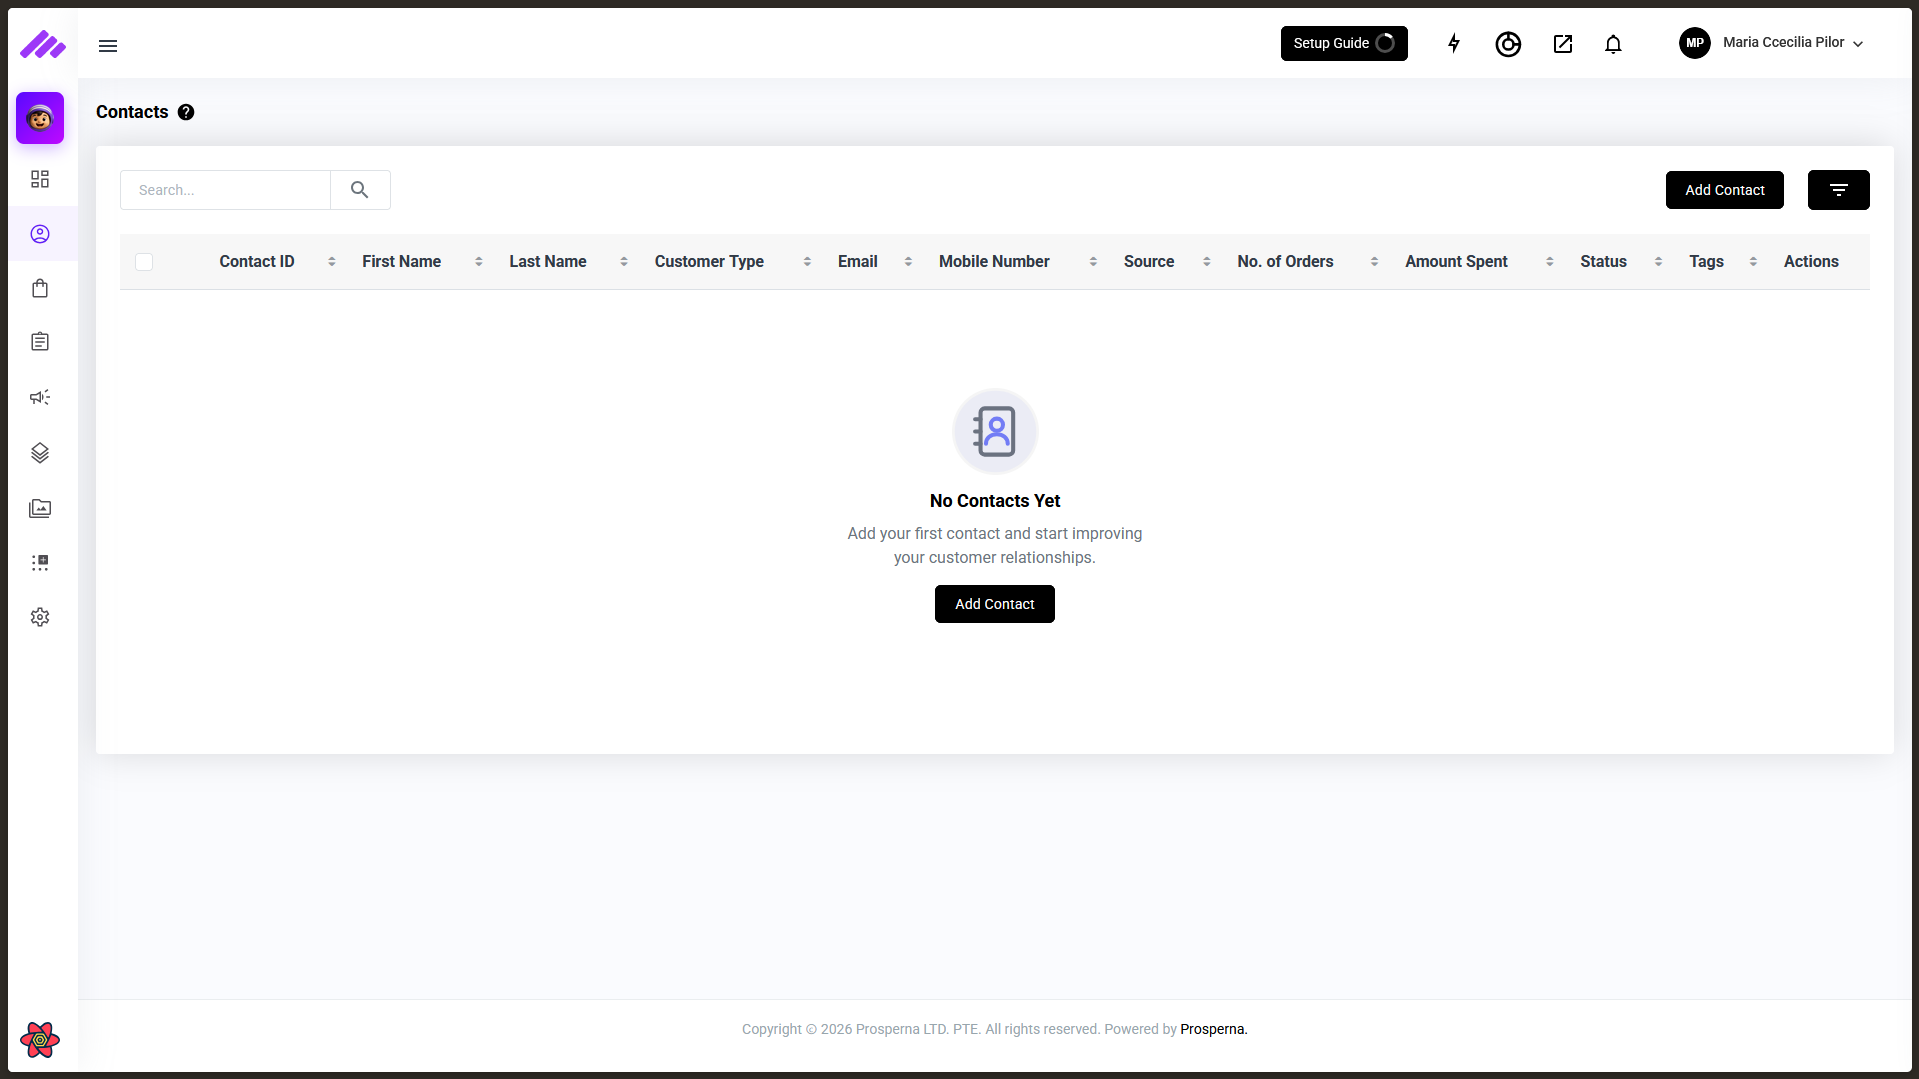 Setup Guide
MP
Maria Ccecilia Pilor
Contacts
Search...
Add Contact
Contact ID
First Name
Last Name
Customer Type
Email
Mobile Number
Source
No. of Orders
Amount Spent
Status
Tags
Actions
No Contacts Yet
Add your first contact and start improving
your customer relationships.
Add Contact
Copyright © 2026 Prosperna LTD. PTE. All rights reserved. Powered by Prosperna.